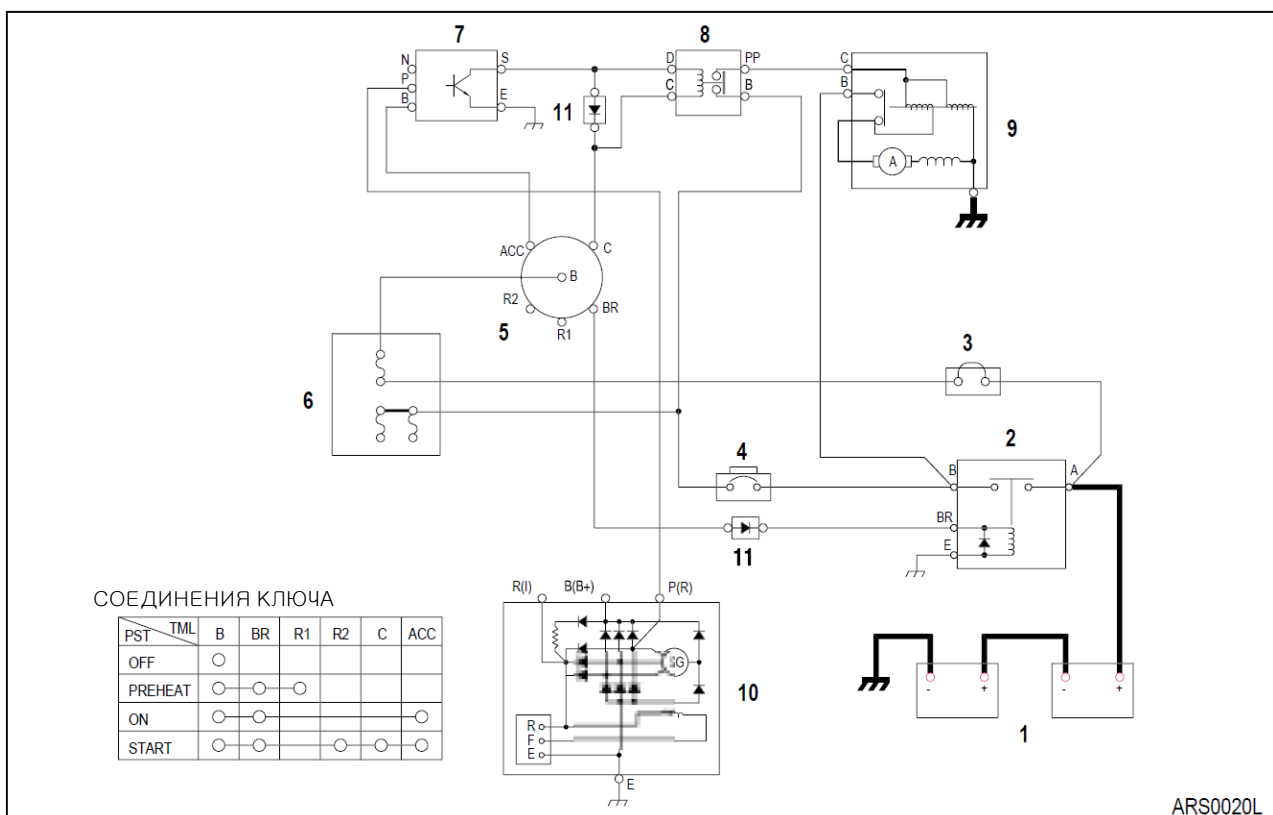 7
8
N
P
B
S
E
11
D
C
PP
B
C
B
9
A
ACC
C
B
R2
BR
R1
5
6
3
4
2
B
A
BR
E
11
R(I)
B(B+)
P(R)
G
10
R
F
E
E
СОЕДИНЕНИЯ КЛЮЧА
PST TML B BR R1 R2 C ACC
OFF
PREHEAT
ON
START
- + - +
1
ARS0020L